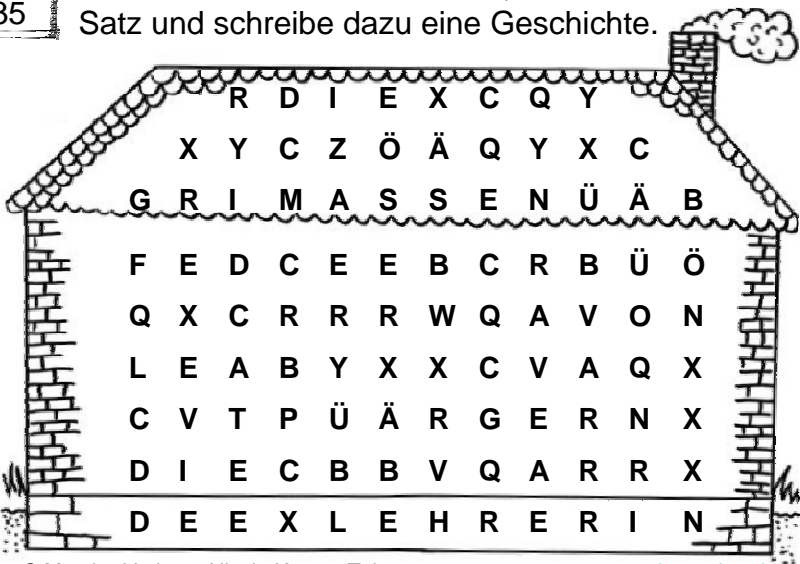 35
Satz und schreibe dazu eine Geschichte.
R D I E X C Q Y
X Y C Z Ö Ä Q Y X C
G R I M A S S E N Ü Ä B
F E D C E E B C R B Ü Ö
Q X C R R R W Q A V O N
L E A B Y X X C V A Q X
C V T P Ü Ä R G E R N X
D I E C B B V Q A R R X
D E E X L E H R E R I N